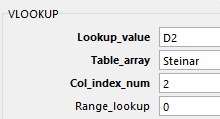 VLOOKUP
Lookup_value D2
Table_array Steinar
Col_index_num 2
Range_lookup 0